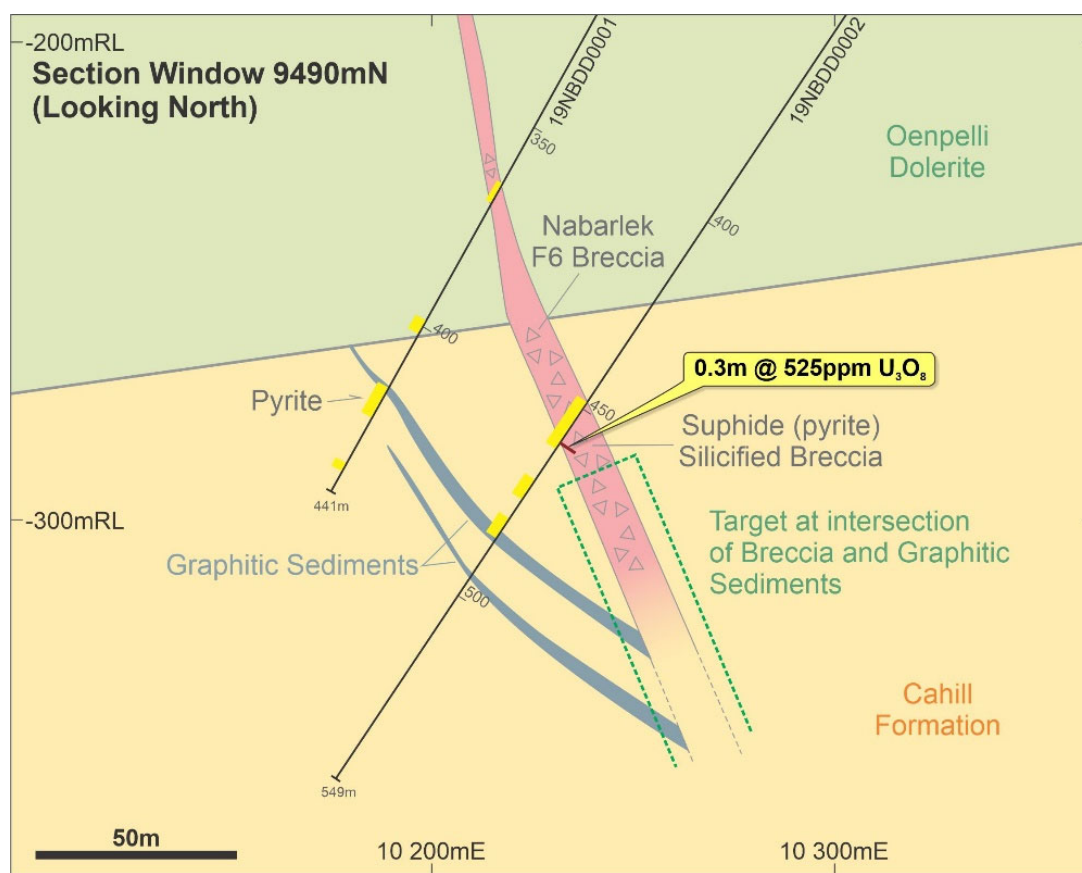 -200mRL
Section Window 9490mN
(Looking North)
19NBDD0001
19NBDD0002
350
Oenpelli
Dolerite
400
Nabarlek
F6 Breccia
400
0.3m @ 525ppm U₃O₈
Pyrite
450
Suphide (pyrite)
Silicified Breccia
441m
-300mRL
Target at intersection
of Breccia and Graphitic
Sediments
Graphitic Sediments
500
Cahill
Formation
549m
50m
10 200mE
10 300mE